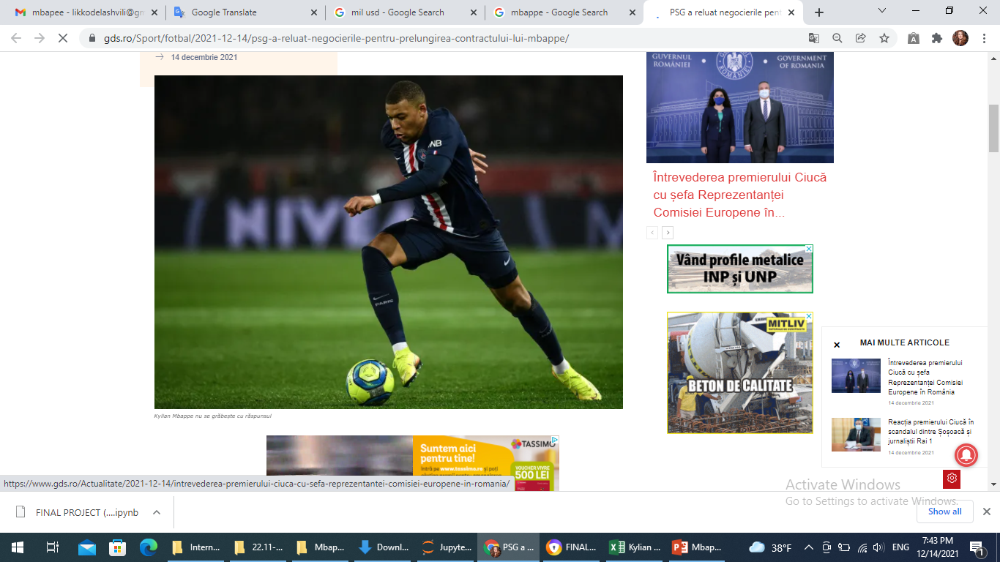 mbapee - likkodelashvili@gm
Google Translate
mil usd - Google Search
mbappe - Google Search
PSG a reluat negocierile pent
gds.ro/Sport/fotbal/2021-12-14/psg-a-reluat-negocierile-pentru-prelungirea-contractului-lui-mbappe/
14 decembrie 2021
NIVEA
NB
PARIS
Kylian Mbappe nu se grăbește cu răspunsul
GUVERNUL ROMÂNIEI
GOVERNMENT OF ROMANIA
Întrevederea premierului Ciucă
cu șefa Reprezentanței
Comisiei Europene în...
Vând profile metalice
INP și UNP
MITLIV
BETON DE CALITATE
MAI MULTE ARTICOLE
Întrevederea premierului
Ciucă cu șefa
Reprezentanței Comisiei
Europene în România
14 decembrie 2021
Reacția premierului Ciucă în
scandalul dintre Șoșoacă și
jurnaliștii Rai 1
14 decembrie 2021
Suntem aici
pentru tine!
Intră pe www.tassimo.ro și poți
TASSIMO
VOUCHER VIVRE
500 LEI
https://www.gds.ro/Actualitate/2021-12-14/intrevederea-premierului-ciuca-cu-sefa-reprezentantei-comisiei-europene-in-romania/
Activate Windows
Go to Settings to activate Windows.
FINAL PROJECT (....ipynb
Show all
Intern...
22.11-...
Mbap...
Downl...
Jupyte...
PSG a ...
FINAL...
Kylian ...
Mbap...
38°F
ENG
7:43 PM
12/14/2021
1